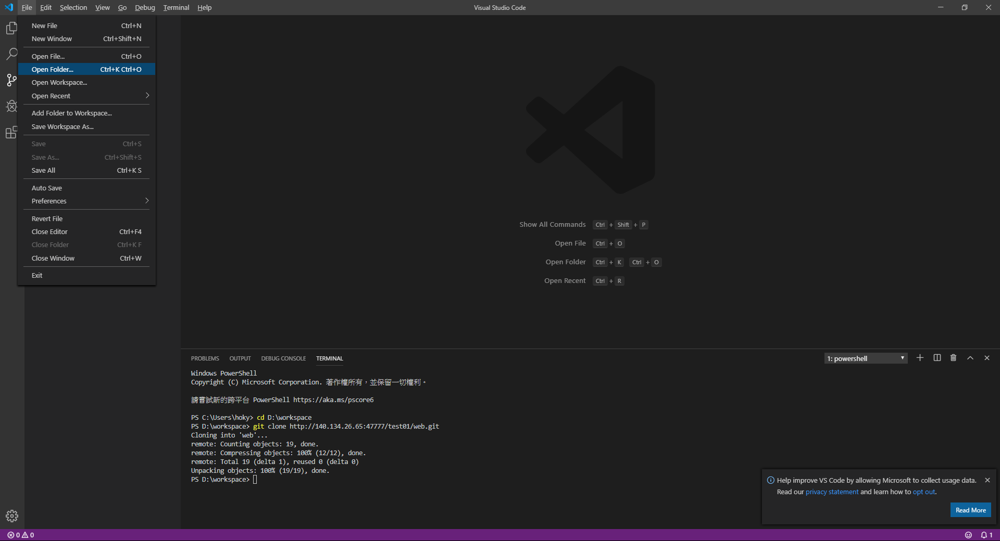 File Edit Selection View Go Debug Terminal Help
Visual Studio Code
New File Ctrl+N
New Window Ctrl+Shift+N
Open File... Ctrl+O
Open Folder... Ctrl+K Ctrl+O
Open Workspace...
Open Recent
Add Folder to Workspace...
Save Workspace As...
Save Ctrl+S
Save As... Ctrl+Shift+S
Save All Ctrl+K S
Auto Save
Preferences
Revert File
Close Editor Ctrl+F4
Close Folder Ctrl+K F
Close Window Ctrl+W
Exit
Show All Commands Ctrl + Shift + P
Open File Ctrl + O
Open Folder Ctrl + K Ctrl + O
Open Recent Ctrl + R
PROBLEMS OUTPUT DEBUG CONSOLE TERMINAL
1: powershell
Windows PowerShell
Copyright (C) Microsoft Corporation. 著作權所有，並保留一切權利。
請嘗試新的跨平台 PowerShell https://aka.ms/pscore6
PS C:\Users\hoky> cd D:\workspace
PS D:\workspace> git clone http://140.134.26.65:47777/test01/web.git
Cloning into 'web'...
remote: Counting objects: 19, done.
remote: Compressing objects: 100% (12/12), done.
remote: Total 19 (delta 1), reused 0 (delta 0)
Unpacking objects: 100% (19/19), done.
PS D:\workspace>
Help improve VS Code by allowing Microsoft to collect usage data.
Read our privacy statement and learn how to opt out.
Read More
0 0
1